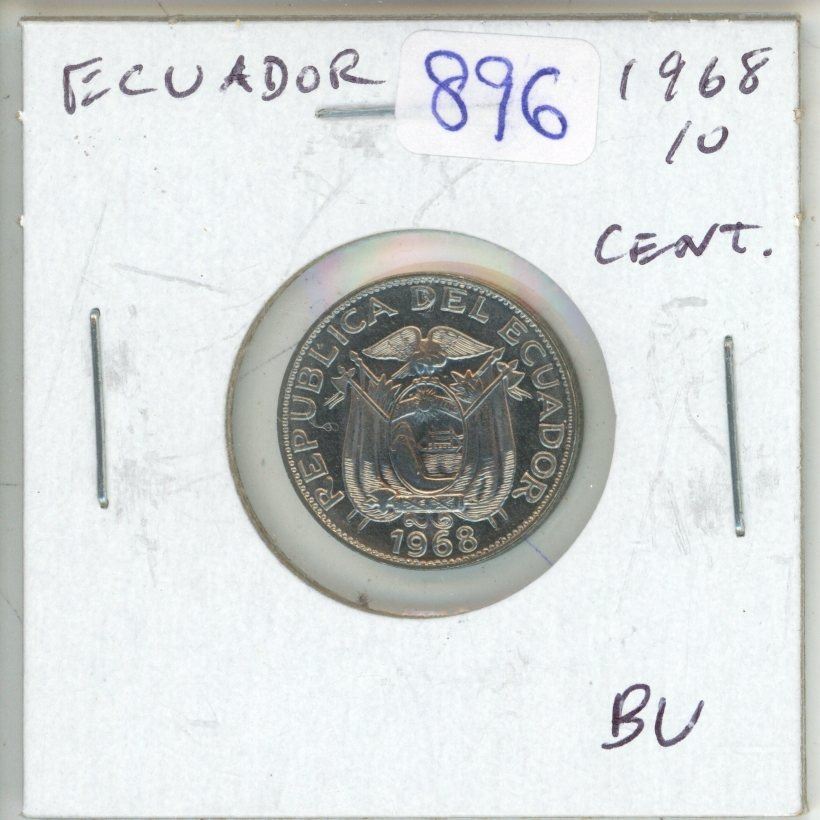 ECUADOR 896 1968
10
CENT.
REPUBLICA DEL ECUADOR
1968
BU